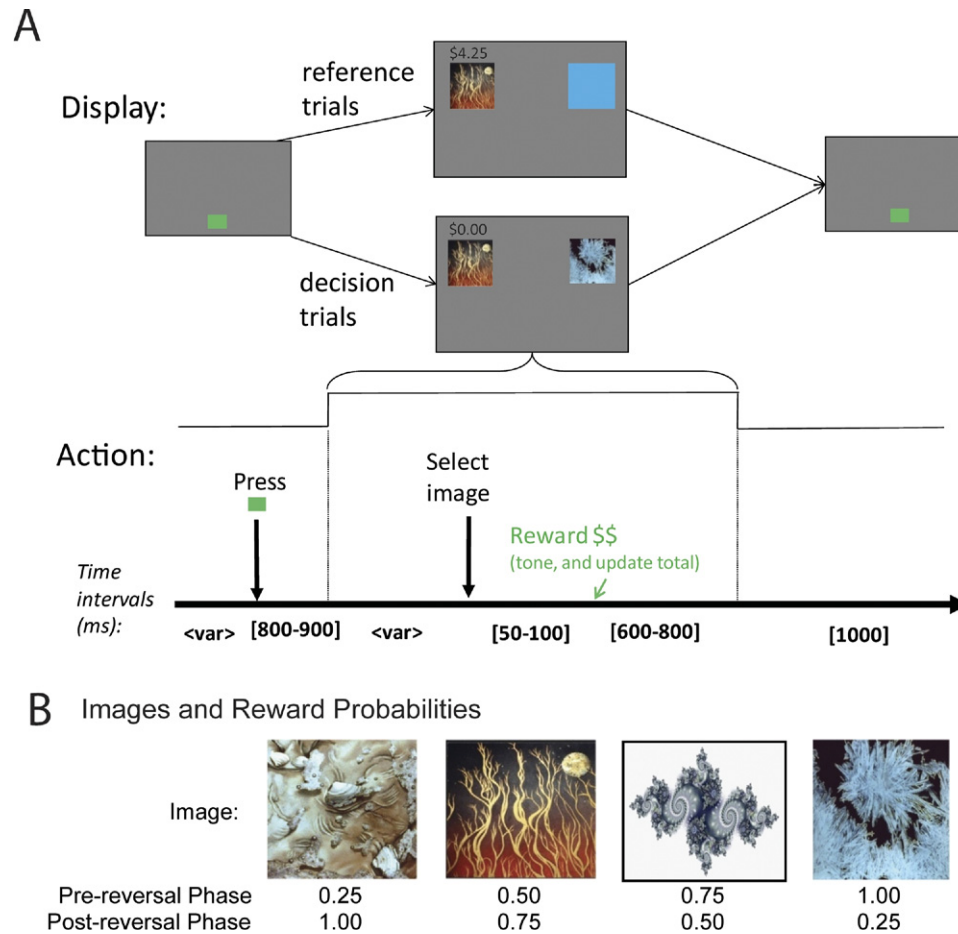 A
Display:
reference
trials
$4.25
decision
trials
$0.00
Action:
Press
Select
image
Reward $$
(tone, and update total)
Time
intervals
(ms):
<var> [800-900] <var> [50-100] [600-800] [1000]
B Images and Reward Probabilities
Image:
Pre-reversal Phase 0.25 0.50 0.75 1.00
Post-reversal Phase 1.00 0.75 0.50 0.25